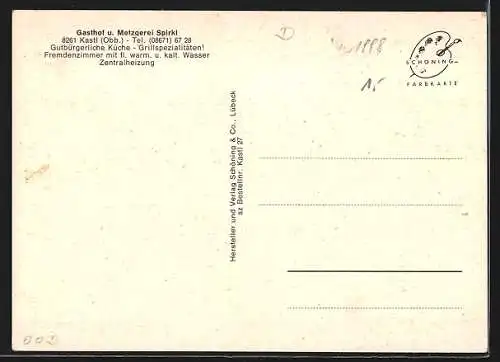 Gasthof u. Metzgerei Spirkl
8261 Kastl (Obb.) - Tel. (08671) 67 28
Gutbürgerliche Küche - Grillspezialitäten!
Fremdenzimmer mit fl. warm. u. kalt. Wasser
Zentralheizung
D
1,-
SCHÖNING
FARBKARTE
Hersteller und Verlag Schöning & Co., Lübeck
sz Bestellnr. Kastl 27